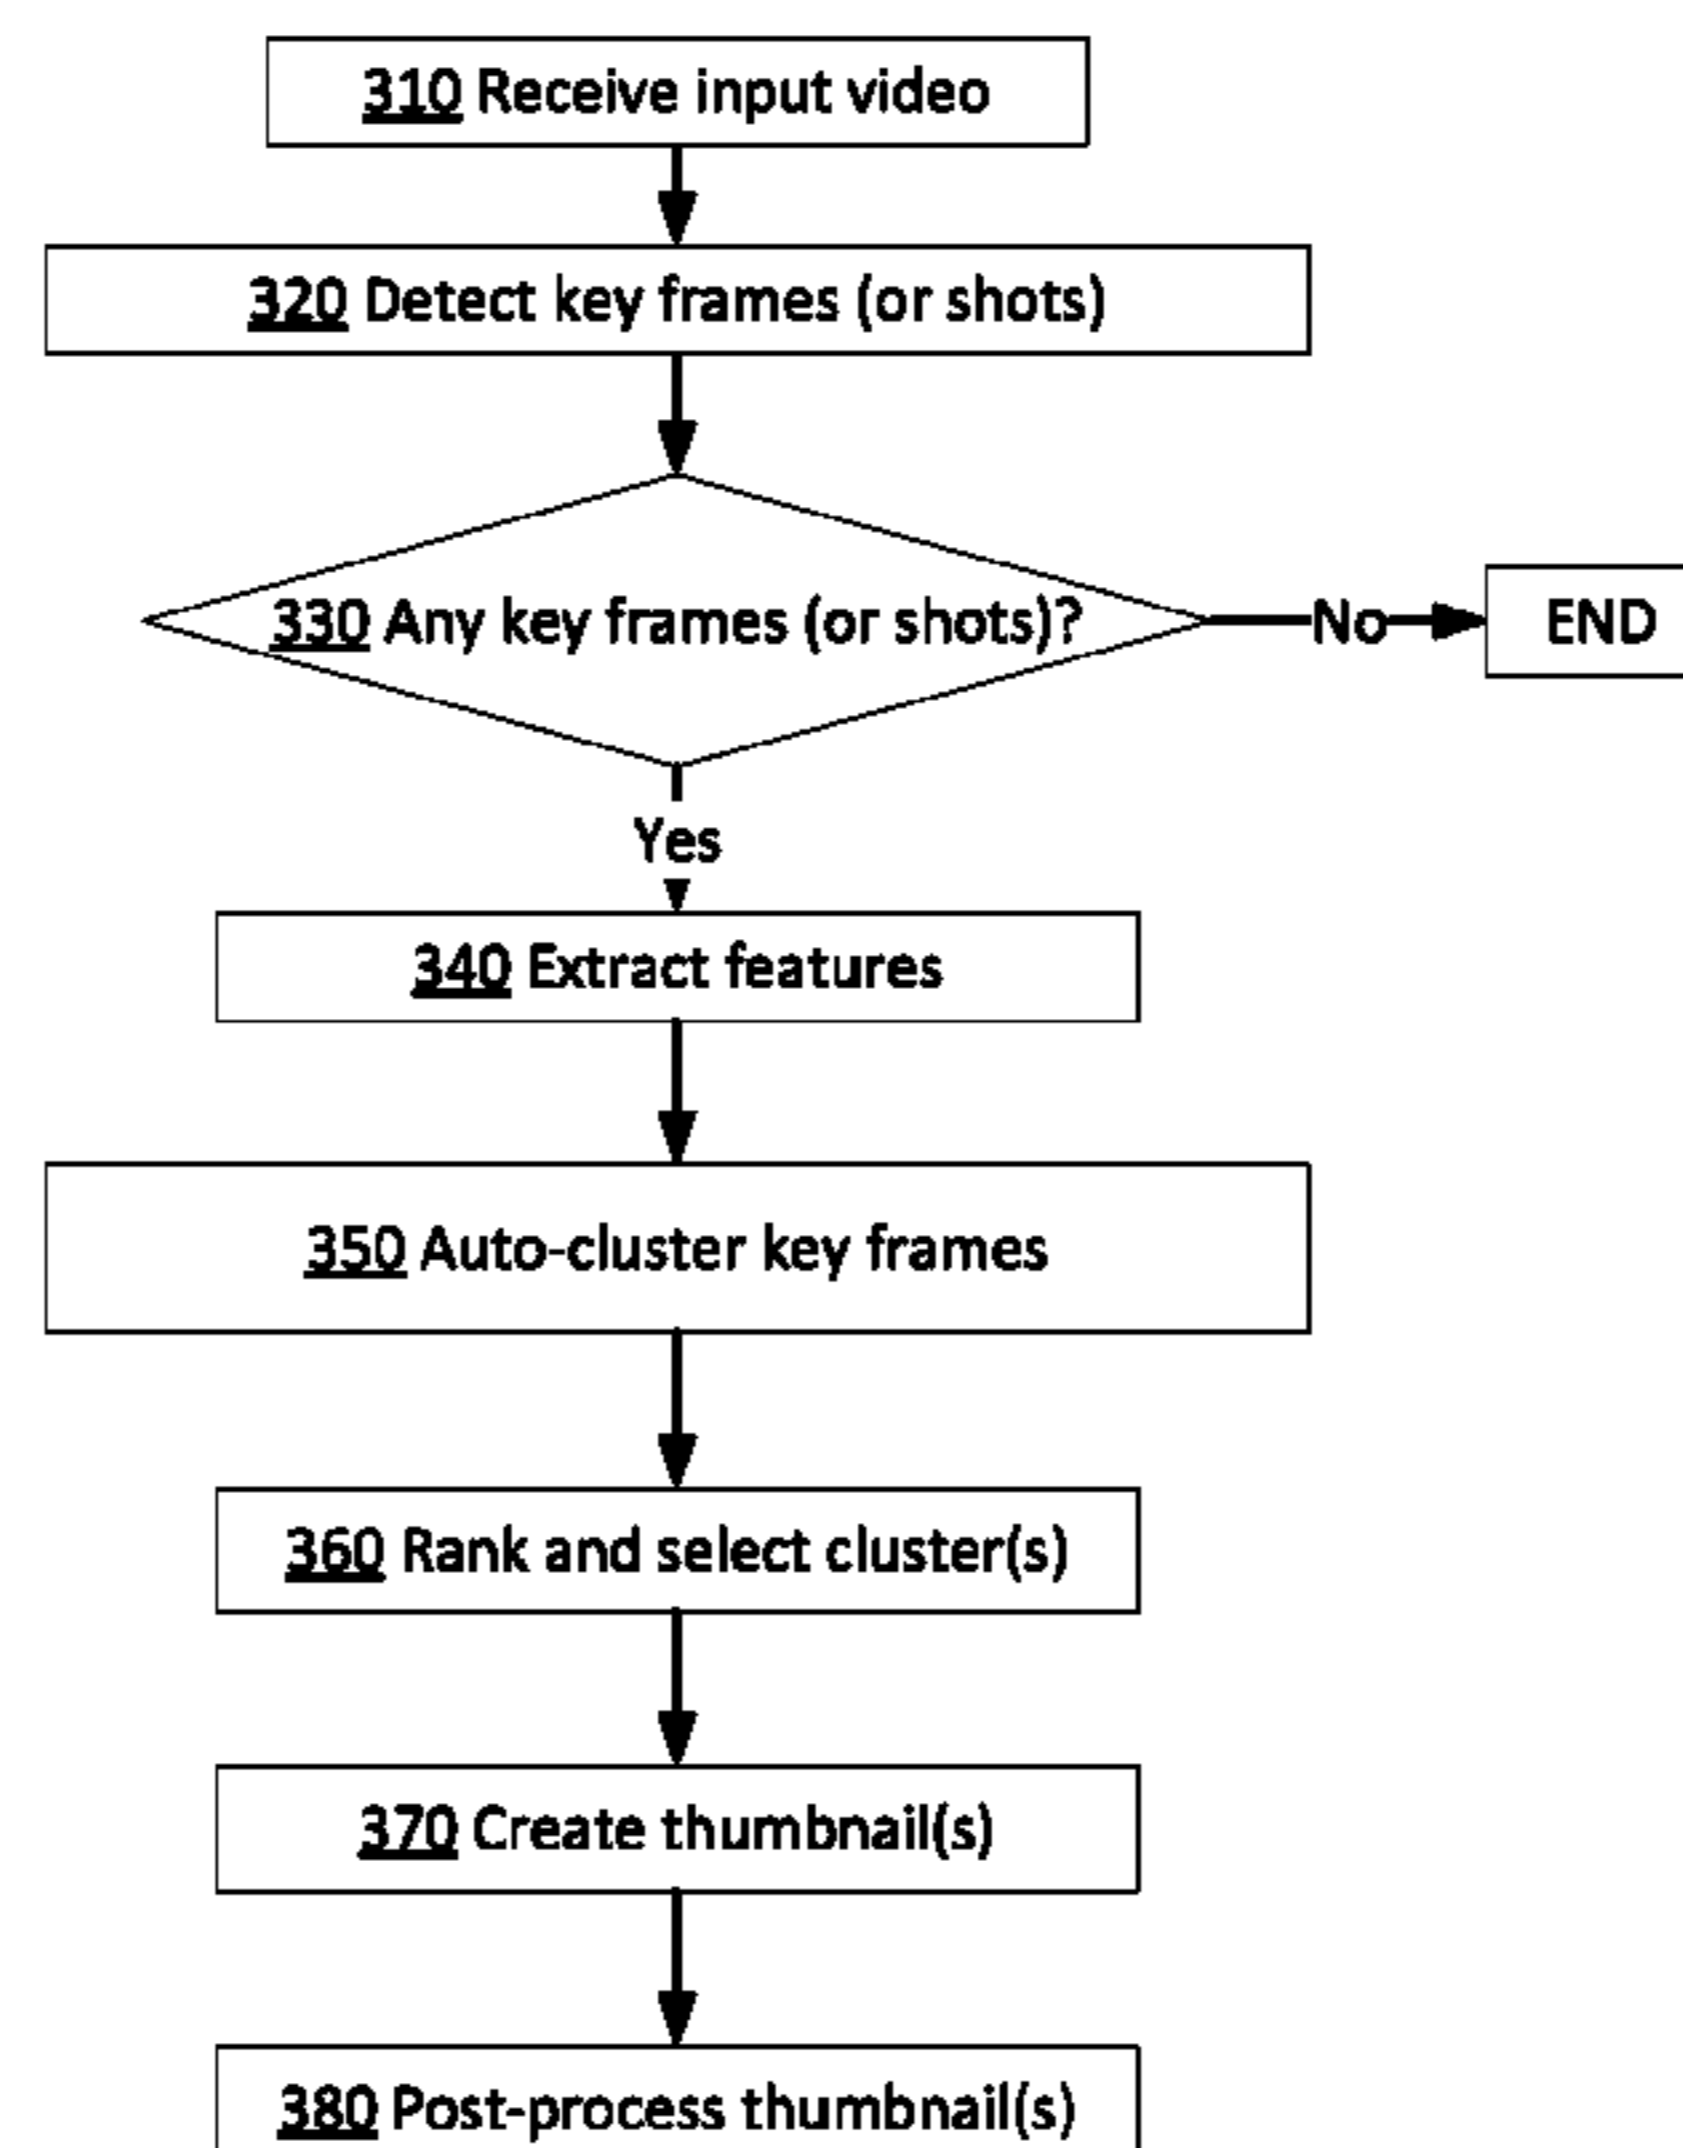 310 Receive input video
320 Detect key frames (or shots)
330 Any key frames (or shots)?
No
END
Yes
340 Extract features
350 Auto-cluster key frames
360 Rank and select cluster(s)
370 Create thumbnail(s)
380 Post-process thumbnail(s)